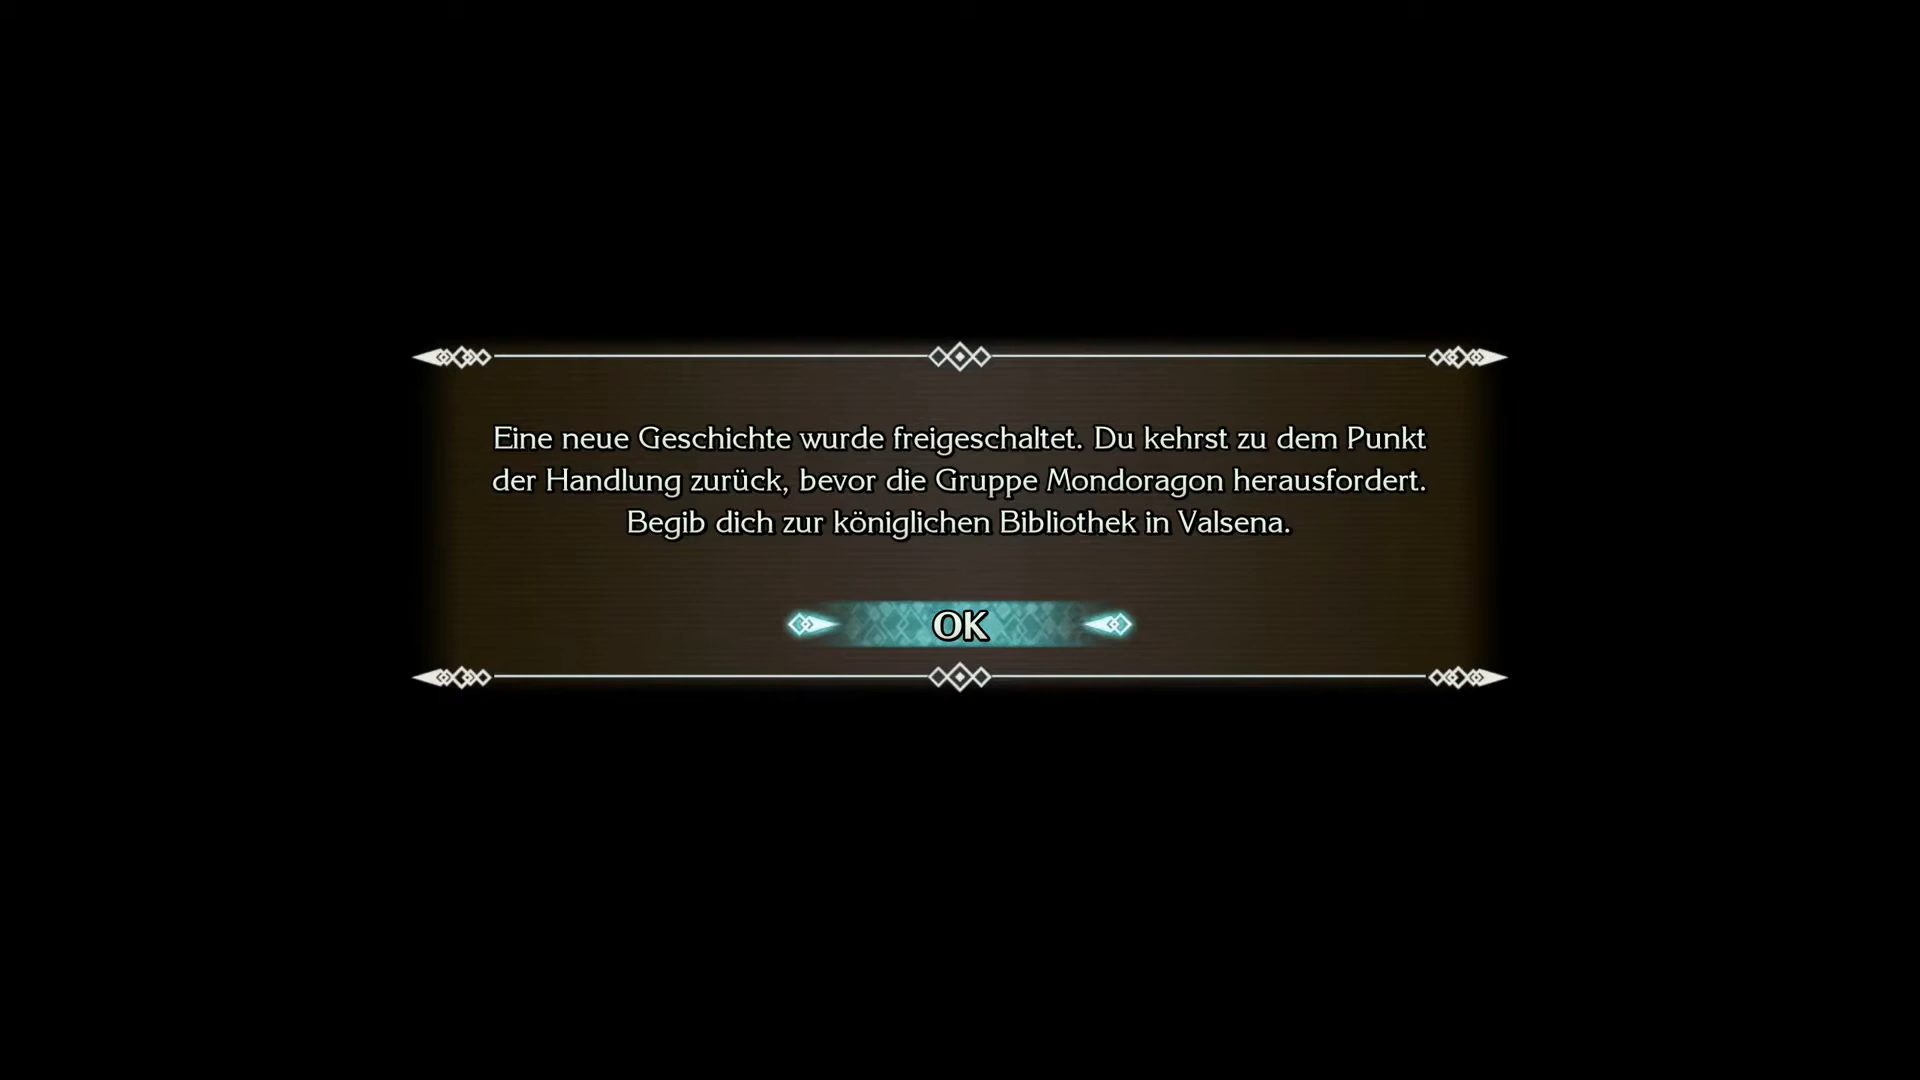 Eine neue Geschichte wurde freigeschaltet. Du kehrst zu dem Punkt
der Handlung zurück, bevor die Gruppe Mondoragon herausfordert.
Begib dich zur königlichen Bibliothek in Valsena.
OK